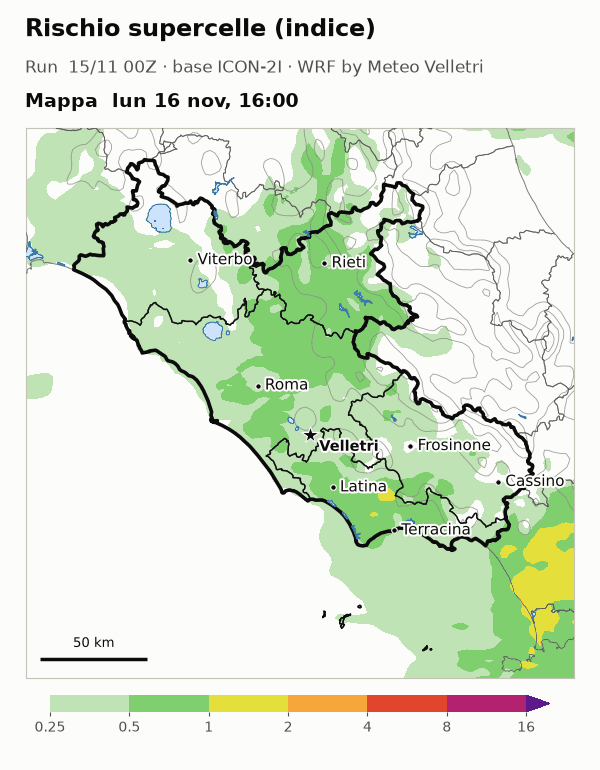 Rischio supercelle (indice)
Run  15/11 00Z · base ICON-2I · WRF by Meteo Velletri
Mappa  lun 16 nov, 16:00
Viterbo
Rieti
Roma
Velletri
Frosinone
Latina
Cassino
Terracina
50 km
0.25 0.5 1 2 4 8 16